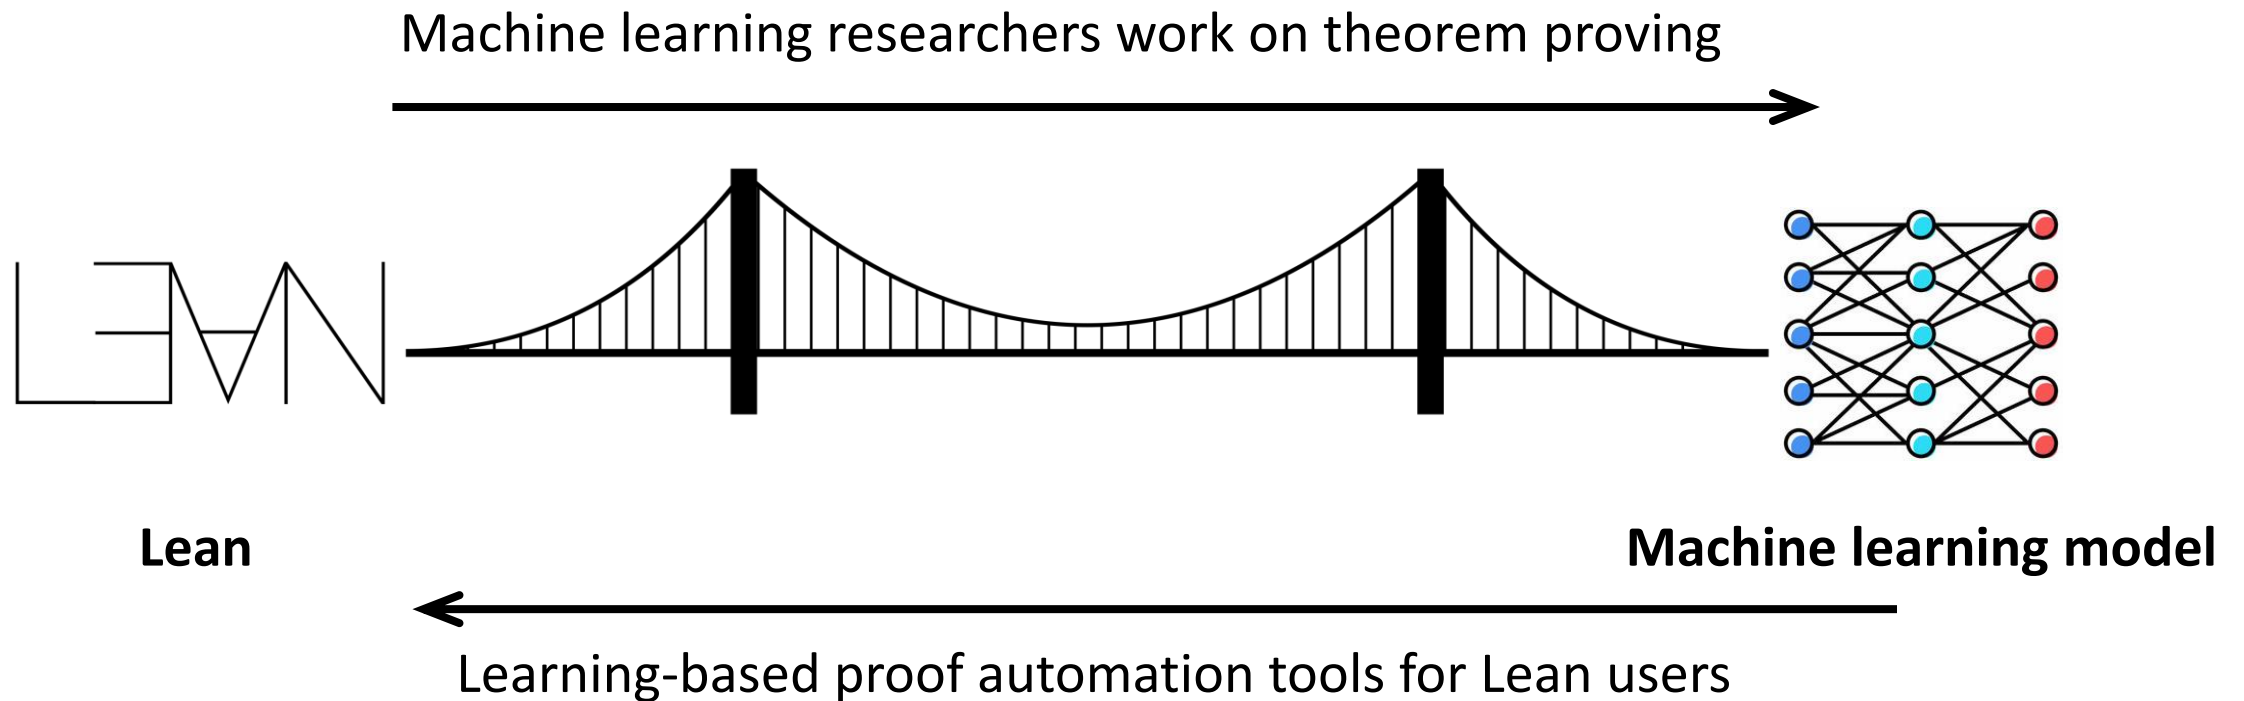 Machine learning researchers work on theorem proving
L∃∀N
Lean
Machine learning model
Learning-based proof automation tools for Lean users